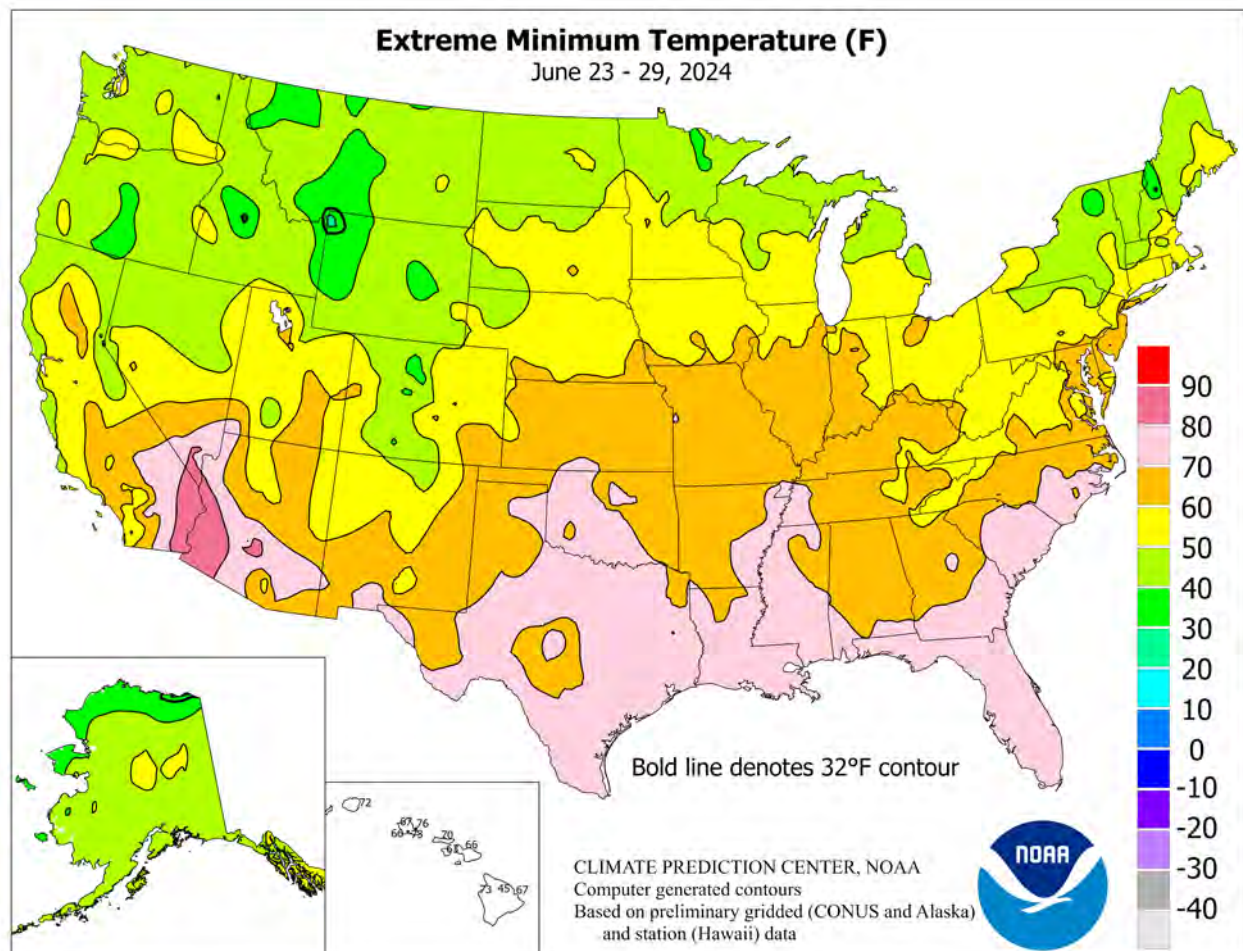 Extreme Minimum Temperature (F)
June 23 - 29, 2024
90
80
70
60
50
40
30
20
10
0
-10
-20
-30
-40
Bold line denotes 32°F contour
72
67 76
66 73
70
66
73 45 67
CLIMATE PREDICTION CENTER, NOAA
Computer generated contours
Based on preliminary gridded (CONUS and Alaska)
and station (Hawaii) data
NOAA